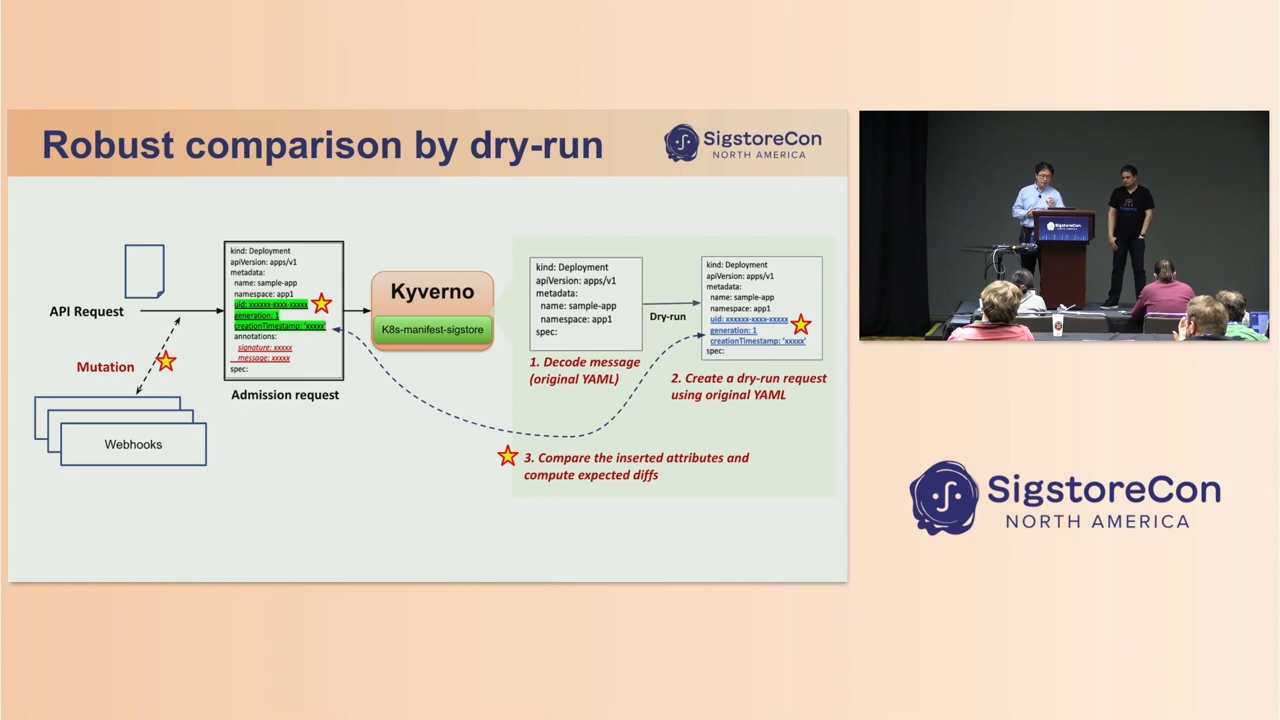 Robust comparison by dry-run
SigstoreCon
NORTH AMERICA
API Request
Mutation
Webhooks
kind: Deployment
apiVersion: apps/v1
metadata:
name: sample-app
namespace: app1
uid: xxxxxx-xxxx-xxxxx
generation: 1
creationTimestamp: 'xxxxx'
annotations:
signature: xxxxx
message: xxxxx
spec:
Admission request
Kyverno
K8s-manifest-sigstore
kind: Deployment
apiVersion: apps/v1
metadata:
name: sample-app
namespace: app1
spec:
1. Decode message
(original YAML)
Dry-run
kind: Deployment
apiVersion: apps/v1
metadata:
name: sample-app
namespace: app1
uid: xxxxxx-xxxx-xxxxx
generation: 1
creationTimestamp: 'xxxxx'
spec:
2. Create a dry-run request
using original YAML
3. Compare the inserted attributes and
compute expected diffs
SigstoreCon
SigstoreCon
NORTH AMERICA